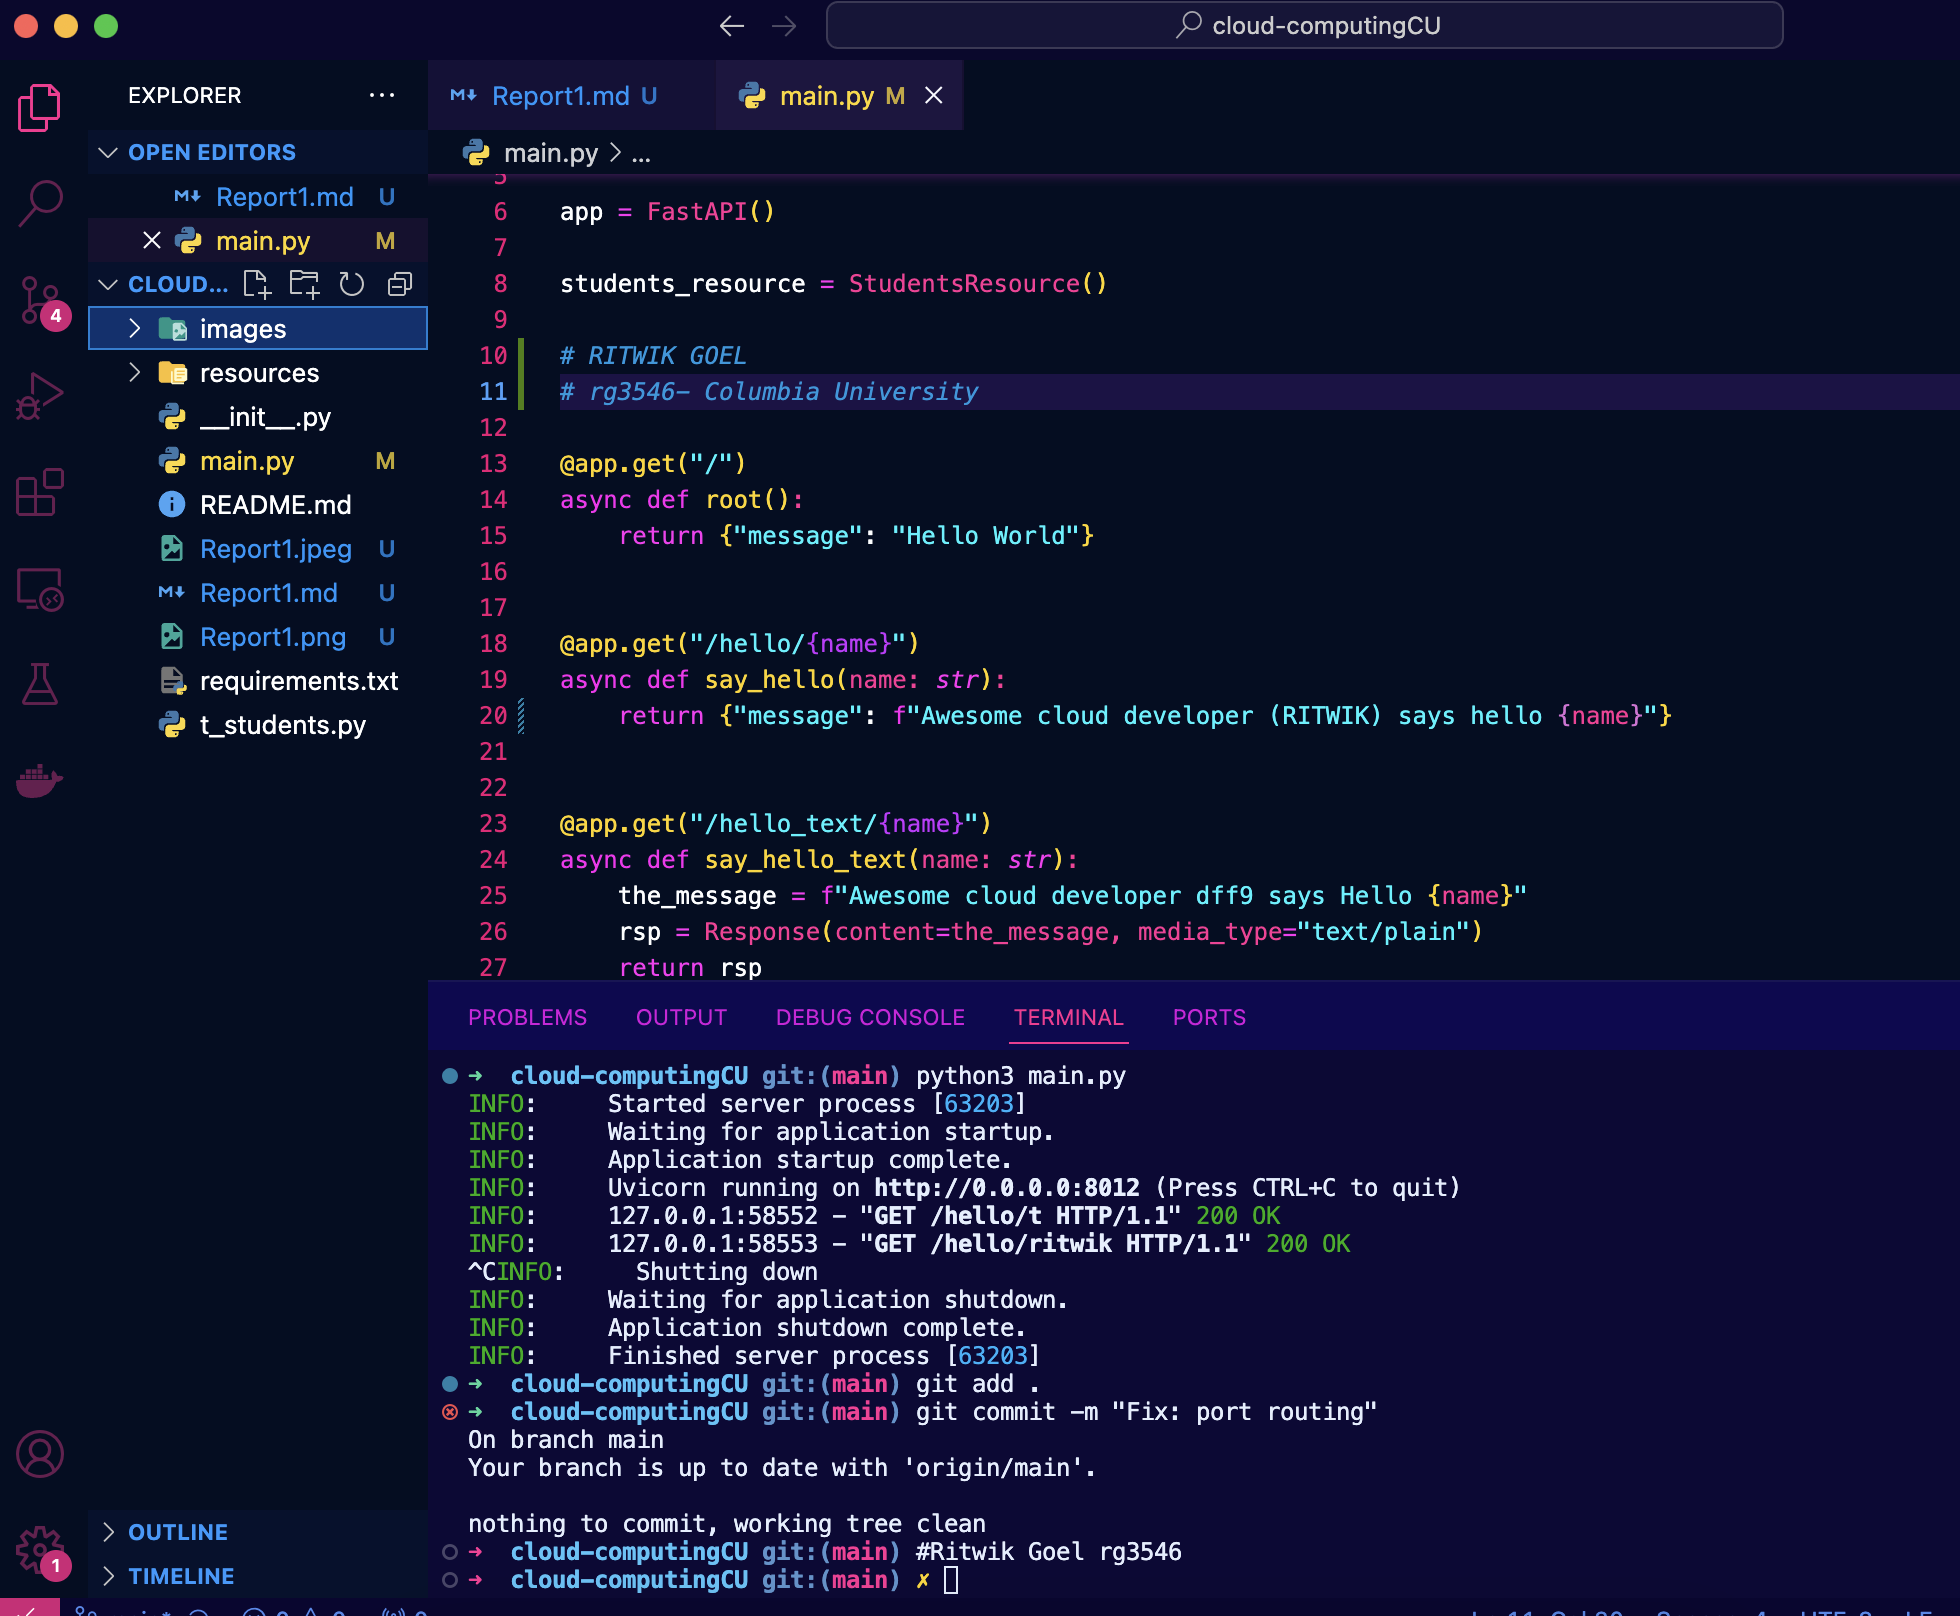 cloud-computingCU
EXPLORER
OPEN EDITORS
Report1.md U
main.py M
CLOUD...
4
images
resources
__init__.py
main.py M
README.md
Report1.jpeg U
Report1.md U
Report1.png U
requirements.txt
t_students.py
OUTLINE
TIMELINE
1
Report1.md U
main.py M
main.py > ...
5
6 app = FastAPI()
7
8 students_resource = StudentsResource()
9
10 # RITWIK GOEL
11 # rg3546- Columbia University
12
13 @app.get("/")
14 async def root():
15 return {"message": "Hello World"}
16
17
18 @app.get("/hello/{name}")
19 async def say_hello(name: str):
20 return {"message": f"Awesome cloud developer (RITWIK) says hello {name}"}
21
22
23 @app.get("/hello_text/{name}")
24 async def say_hello_text(name: str):
25 the_message = f"Awesome cloud developer dff9 says Hello {name}"
26 rsp = Response(content=the_message, media_type="text/plain")
27 return rsp
PROBLEMS OUTPUT DEBUG CONSOLE TERMINAL PORTS
➜ cloud-computingCU git:(main) python3 main.py
INFO: Started server process [63203]
INFO: Waiting for application startup.
INFO: Application startup complete.
INFO: Uvicorn running on http://0.0.0.0:8012 (Press CTRL+C to quit)
INFO: 127.0.0.1:58552 - "GET /hello/t HTTP/1.1" 200 OK
INFO: 127.0.0.1:58553 - "GET /hello/ritwik HTTP/1.1" 200 OK
^CINFO: Shutting down
INFO: Waiting for application shutdown.
INFO: Application shutdown complete.
INFO: Finished server process [63203]
➜ cloud-computingCU git:(main) git add .
➜ cloud-computingCU git:(main) git commit -m "Fix: port routing"
On branch main
Your branch is up to date with 'origin/main'.
nothing to commit, working tree clean
➜ cloud-computingCU git:(main) #Ritwik Goel rg3546
➜ cloud-computingCU git:(main) ✗